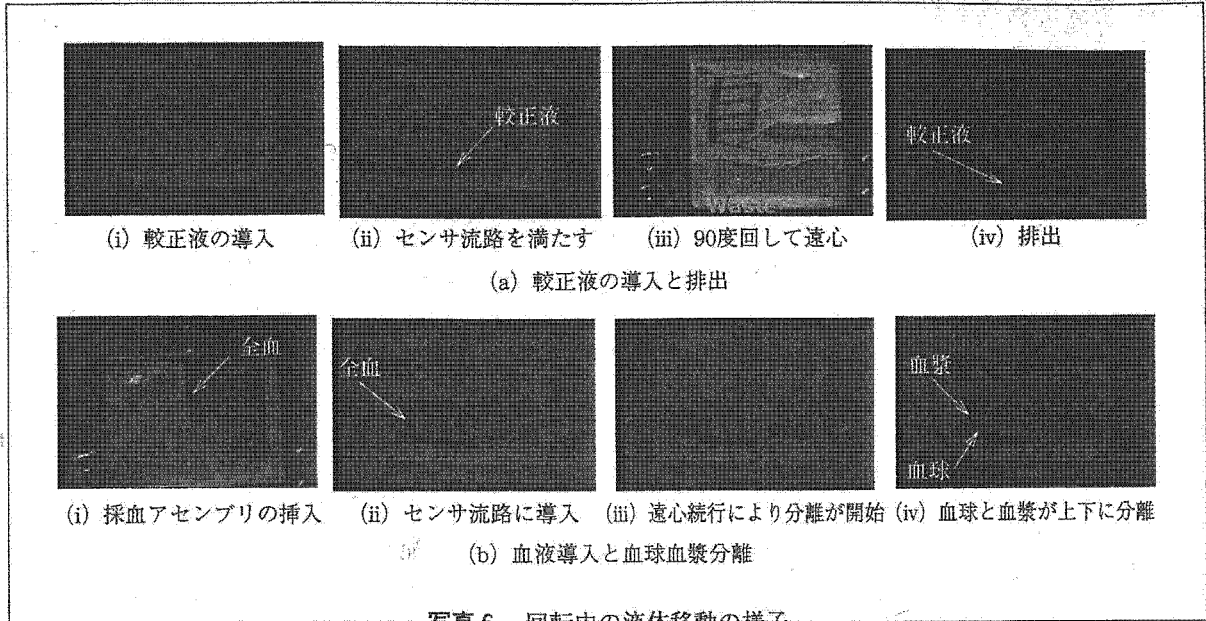 較正液
較正液
Waste
(i) 較正液の導入
(ii) センサ流路を満たす
(iii) 90度回して遠心
(iv) 排出
(a) 較正液の導入と排出
全血
全血
血漿
血球
(i) 採血アセンブリの挿入
(ii) センサ流路に導入
(iii) 遠心続行により分離が開始
(iv) 血球と血漿が上下に分離
(b) 血液導入と血球血漿分離
写真6 回転中の液体移動の様子